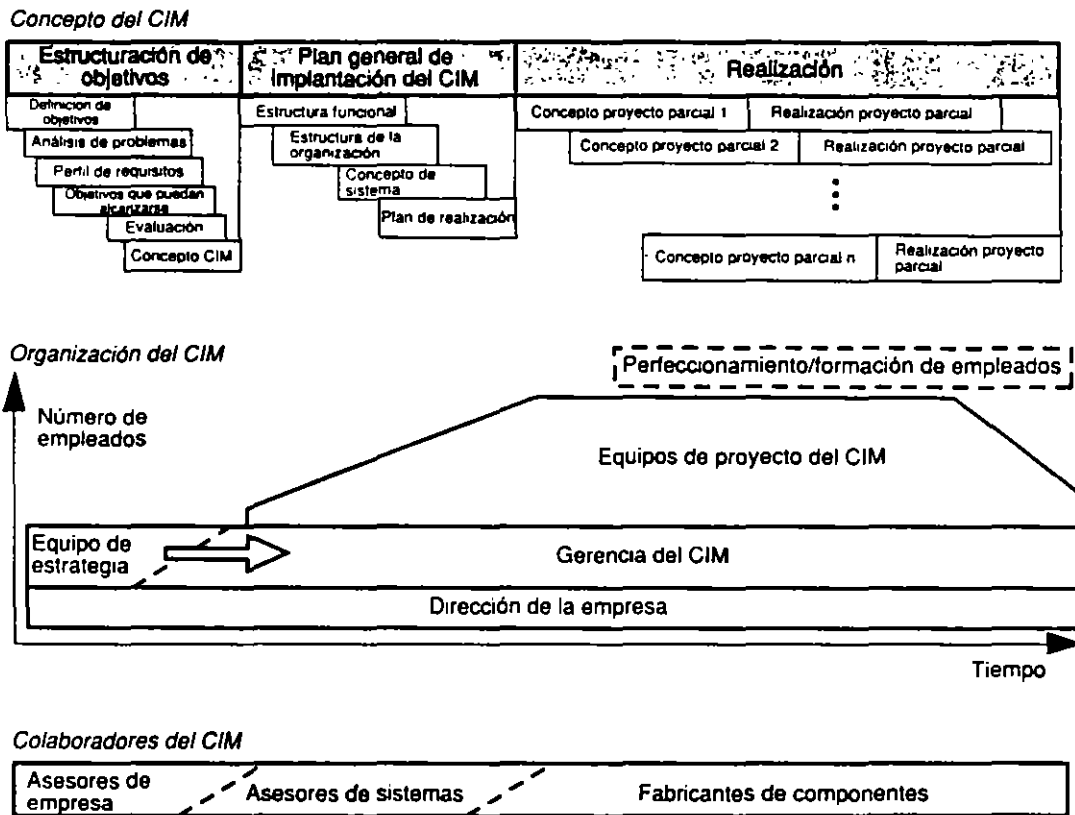 Concepto del CIM
Estructuración de
objetivos
Plan general de
implantación del CIM
Realización
Definicion de
objetivos
Análisis de problemas
Perfil de requisitos
Objetivos que puedan
alcanzarse
Evaluación
Concepto CIM
Estructura funcional
Estructura de la
organización
Concepto de
sistema
Plan de realización
Concepto proyecto parcial 1
Realización proyecto parcial
Concepto proyecto parcial 2
Realización proyecto parcial
Concepto proyecto parcial n
Realización proyecto
parcial
Organización del CIM
Perfeccionamiento/formación de empleados
Número de
empleados
Equipos de proyecto del CIM
Equipo de
estrategia
Gerencia del CIM
Dirección de la empresa
Tiempo
Colaboradores del CIM
Asesores de
empresa
Asesores de sistemas
Fabricantes de componentes